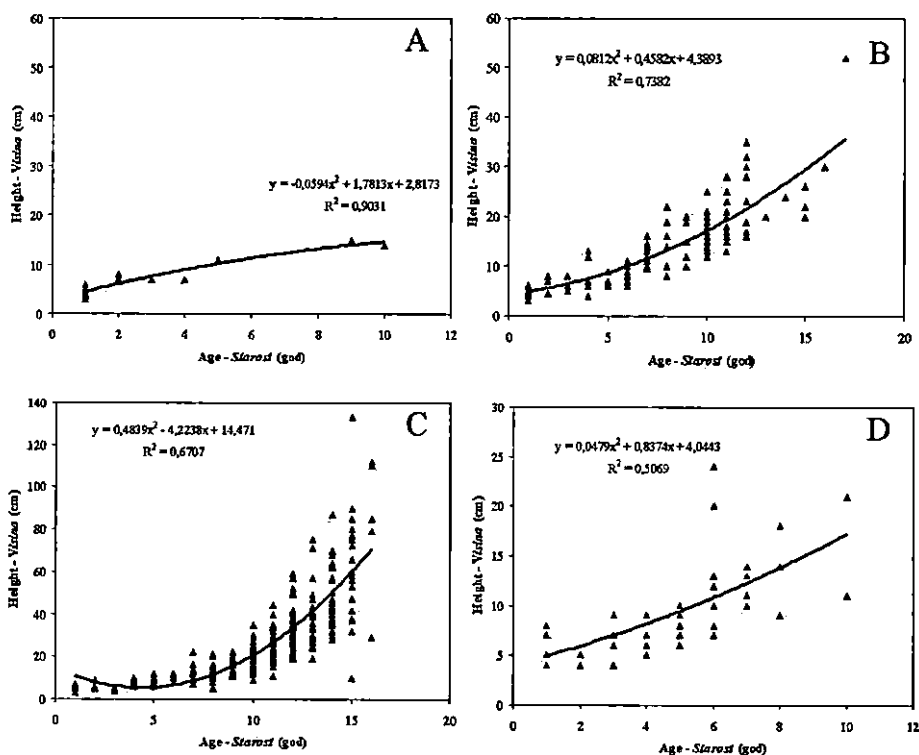 A
60
50
40
30
20
10
0
Height - Visina (cm)
y = -0,0594x² + 1,7813x + 2,8173
R² = 0,9031
0 2 4 6 8 10 12
Age - Starost (god)
B
60
50
40
30
20
10
0
Height - Visina (cm)
y = 0,0812x² + 0,4582x + 4,3893
R² = 0,7382
0 5 10 15 20
Age - Starost (god)
C
140
120
100
80
60
40
20
0
Height - Visina (cm)
y = 0,4839x² - 4,2238x + 14,471
R² = 0,6707
0 5 10 15 20
Age - Starost (god)
D
30
25
20
15
10
5
0
Height - Visina (cm)
y = 0,0479x² + 0,8374x + 4,0443
R² = 0,5069
0 2 4 6 8 10 12
Age - Starost (god)